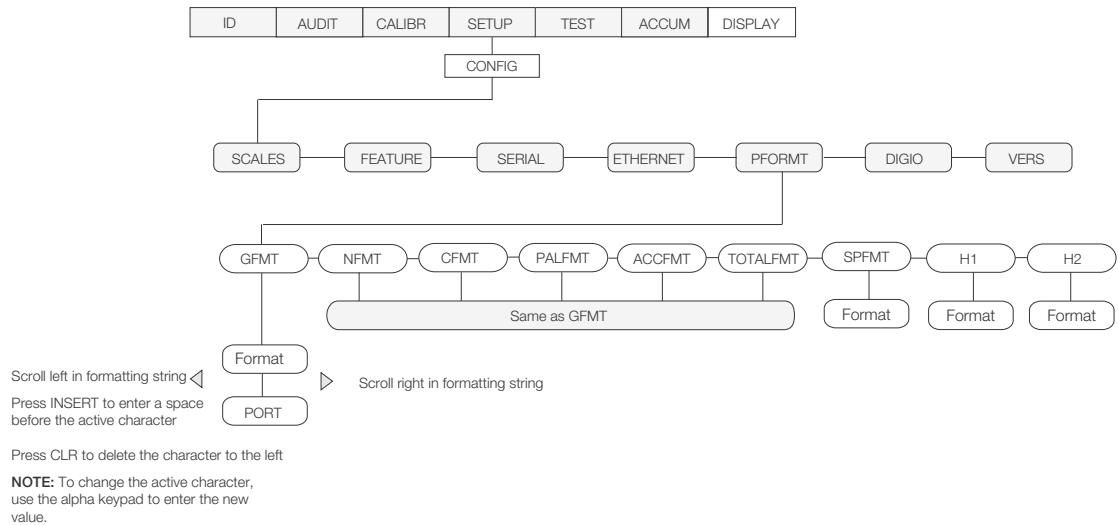 ID AUDIT CALIBR SETUP TEST ACCUM DISPLAY
CONFIG
SCALES FEATURE SERIAL ETHERNET PFORMT DIGIO VERS
GFMT NFMT CFMT PALFMT ACCFMT TOTALFMT SPFMT H1 H2
Same as GFMT
Format Format Format
Format
Scroll left in formatting string
Scroll right in formatting string
Press INSERT to enter a space
before the active character
PORT
Press CLR to delete the character to the left
NOTE: To change the active character,
use the alpha keypad to enter the new
value.